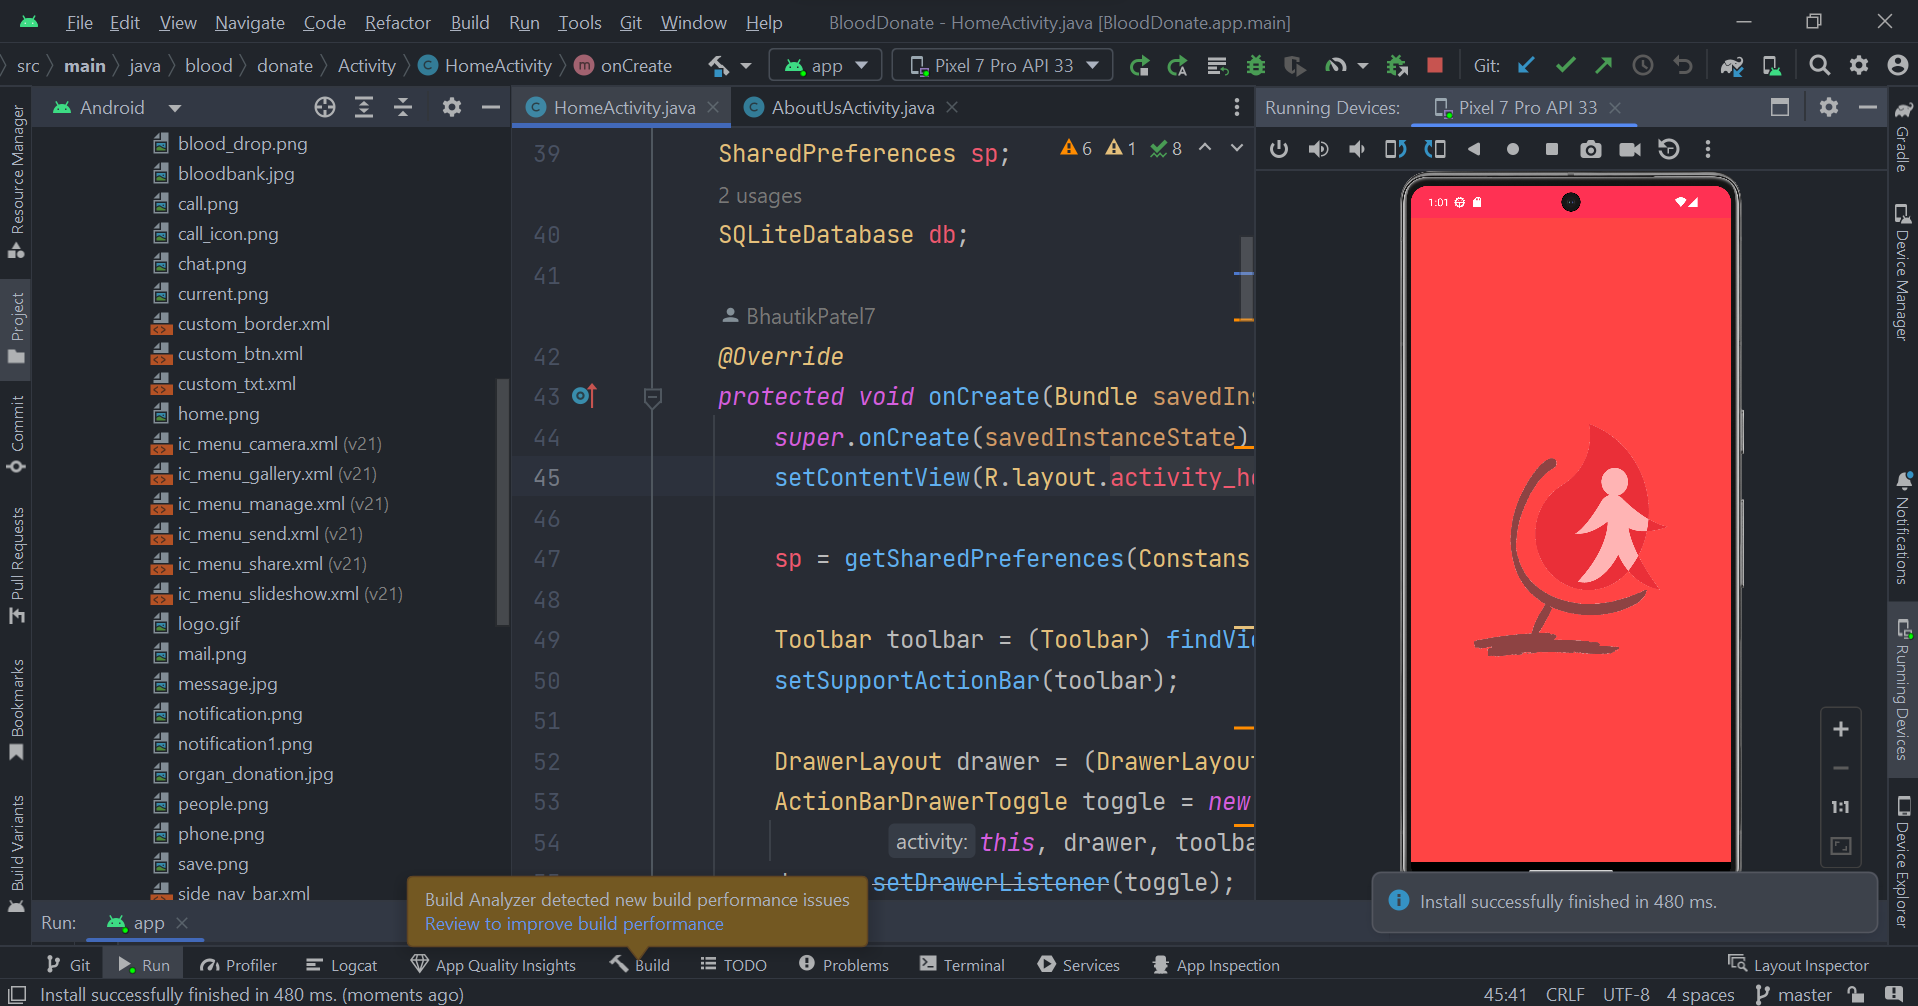 File Edit View Navigate Code Refactor Build Run Tools Git Window Help BloodDonate - HomeActivity.java [BloodDonate.app.main]
src main java blood donate Activity HomeActivity onCreate app Pixel 7 Pro API 33 Git:
Android
HomeActivity.java AboutUsActivity.java
Running Devices: Pixel 7 Pro API 33
Resource Manager
Project
Commit
Pull Requests
Bookmarks
Build Variants
blood_drop.png
bloodbank.jpg
call.png
call_icon.png
chat.png
current.png
custom_border.xml
custom_btn.xml
custom_txt.xml
home.png
ic_menu_camera.xml (v21)
ic_menu_gallery.xml (v21)
ic_menu_manage.xml (v21)
ic_menu_send.xml (v21)
ic_menu_share.xml (v21)
ic_menu_slideshow.xml (v21)
logo.gif
mail.png
message.jpg
notification.png
notification1.png
organ_donation.jpg
people.png
phone.png
save.png
side_nav_bar.xml
6 1 8
39 SharedPreferences sp;
2 usages
40 SQLiteDatabase db;
41
BhautikPatel7
42 @Override
43 protected void onCreate(Bundle savedIns
44 super.onCreate(savedInstanceState)
45 setContentView(R.layout.activity_ho
46
47 sp = getSharedPreferences(Constans
48
49 Toolbar toolbar = (Toolbar) findVie
50 setSupportActionBar(toolbar);
51
52 DrawerLayout drawer = (DrawerLayout
53 ActionBarDrawerToggle toggle = new
54 activity: this, drawer, toolba
setDrawerListener(toggle);
1:01
1:1
Gradle
Device Manager
Notifications
Running Devices
Device Explorer
Build Analyzer detected new build performance issues
Review to improve build performance
Install successfully finished in 480 ms.
Run: app
Git Run Profiler Logcat App Quality Insights Build TODO Problems Terminal Services App Inspection Layout Inspector
Install successfully finished in 480 ms. (moments ago) 45:41 CRLF UTF-8 4 spaces master